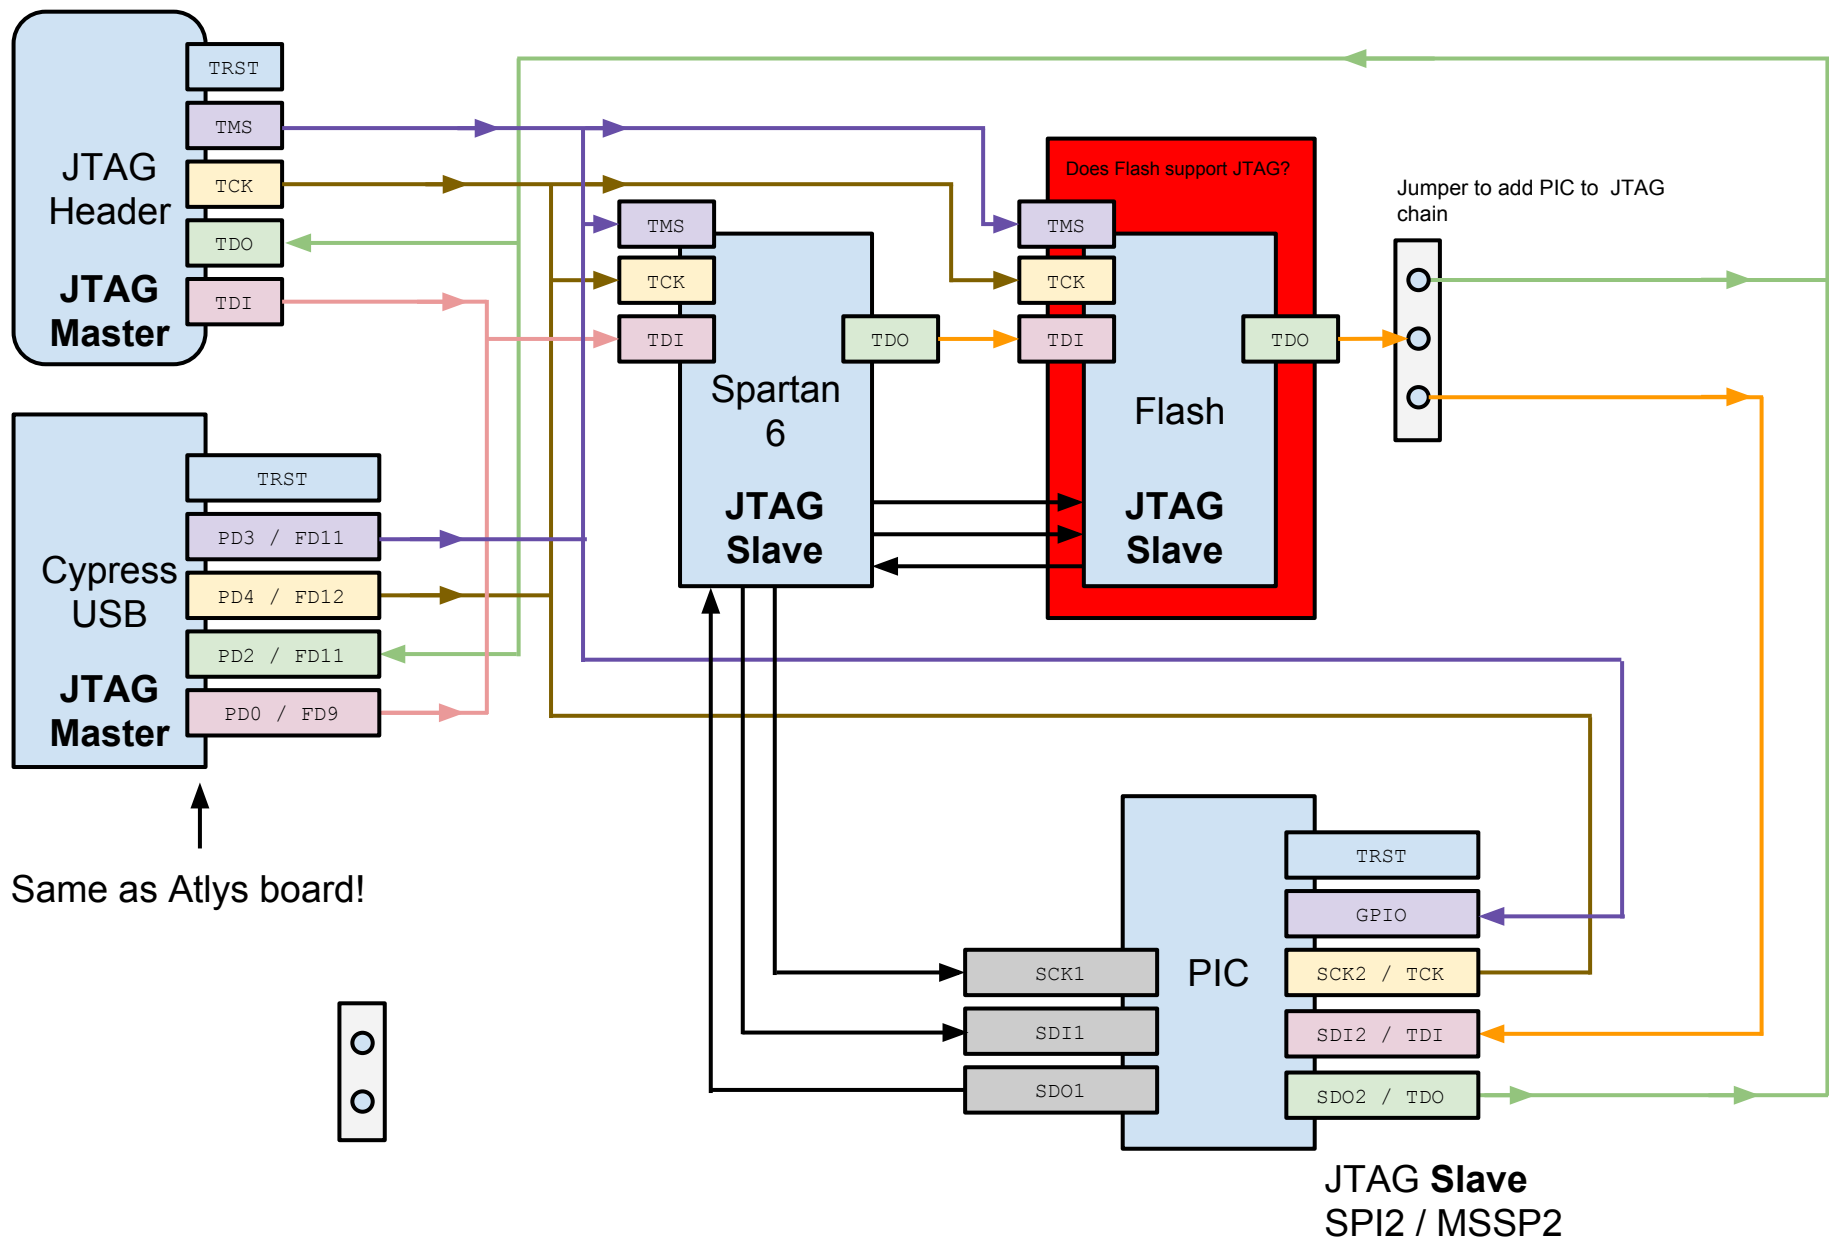 JTAG
Header
JTAG
Master
TRST
TMS
TCK
TDO
TDI
Cypress
USB
JTAG
Master
TRST
PD3 / FD11
PD4 / FD12
PD2 / FD11
PD0 / FD9
Same as Atlys board!
TMS
TCK
TDI
TDO
Spartan
6
JTAG
Slave
Does Flash support JTAG?
TMS
TCK
TDI
TDO
Flash
JTAG
Slave
Jumper to add PIC to JTAG
chain
PIC
SCK1
SDI1
SDO1
TRST
GPIO
SCK2 / TCK
SDI2 / TDI
SDO2 / TDO
JTAG Slave
SPI2 / MSSP2